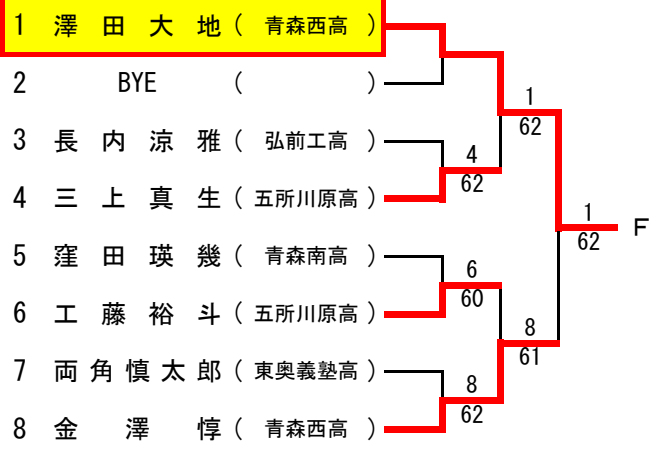 1 澤田大地（青森西高）
2 BYE（ ）
3 長内涼雅（弘前工高）
4 三上真生（五所川原高）
5 窪田瑛幾（青森南高）
6 工藤裕斗（五所川原高）
7 両角慎太郎（東奥義塾高）
8 金澤惇（青森西高）
4
62
6
60
8
62
1
62
8
61
1
62
F